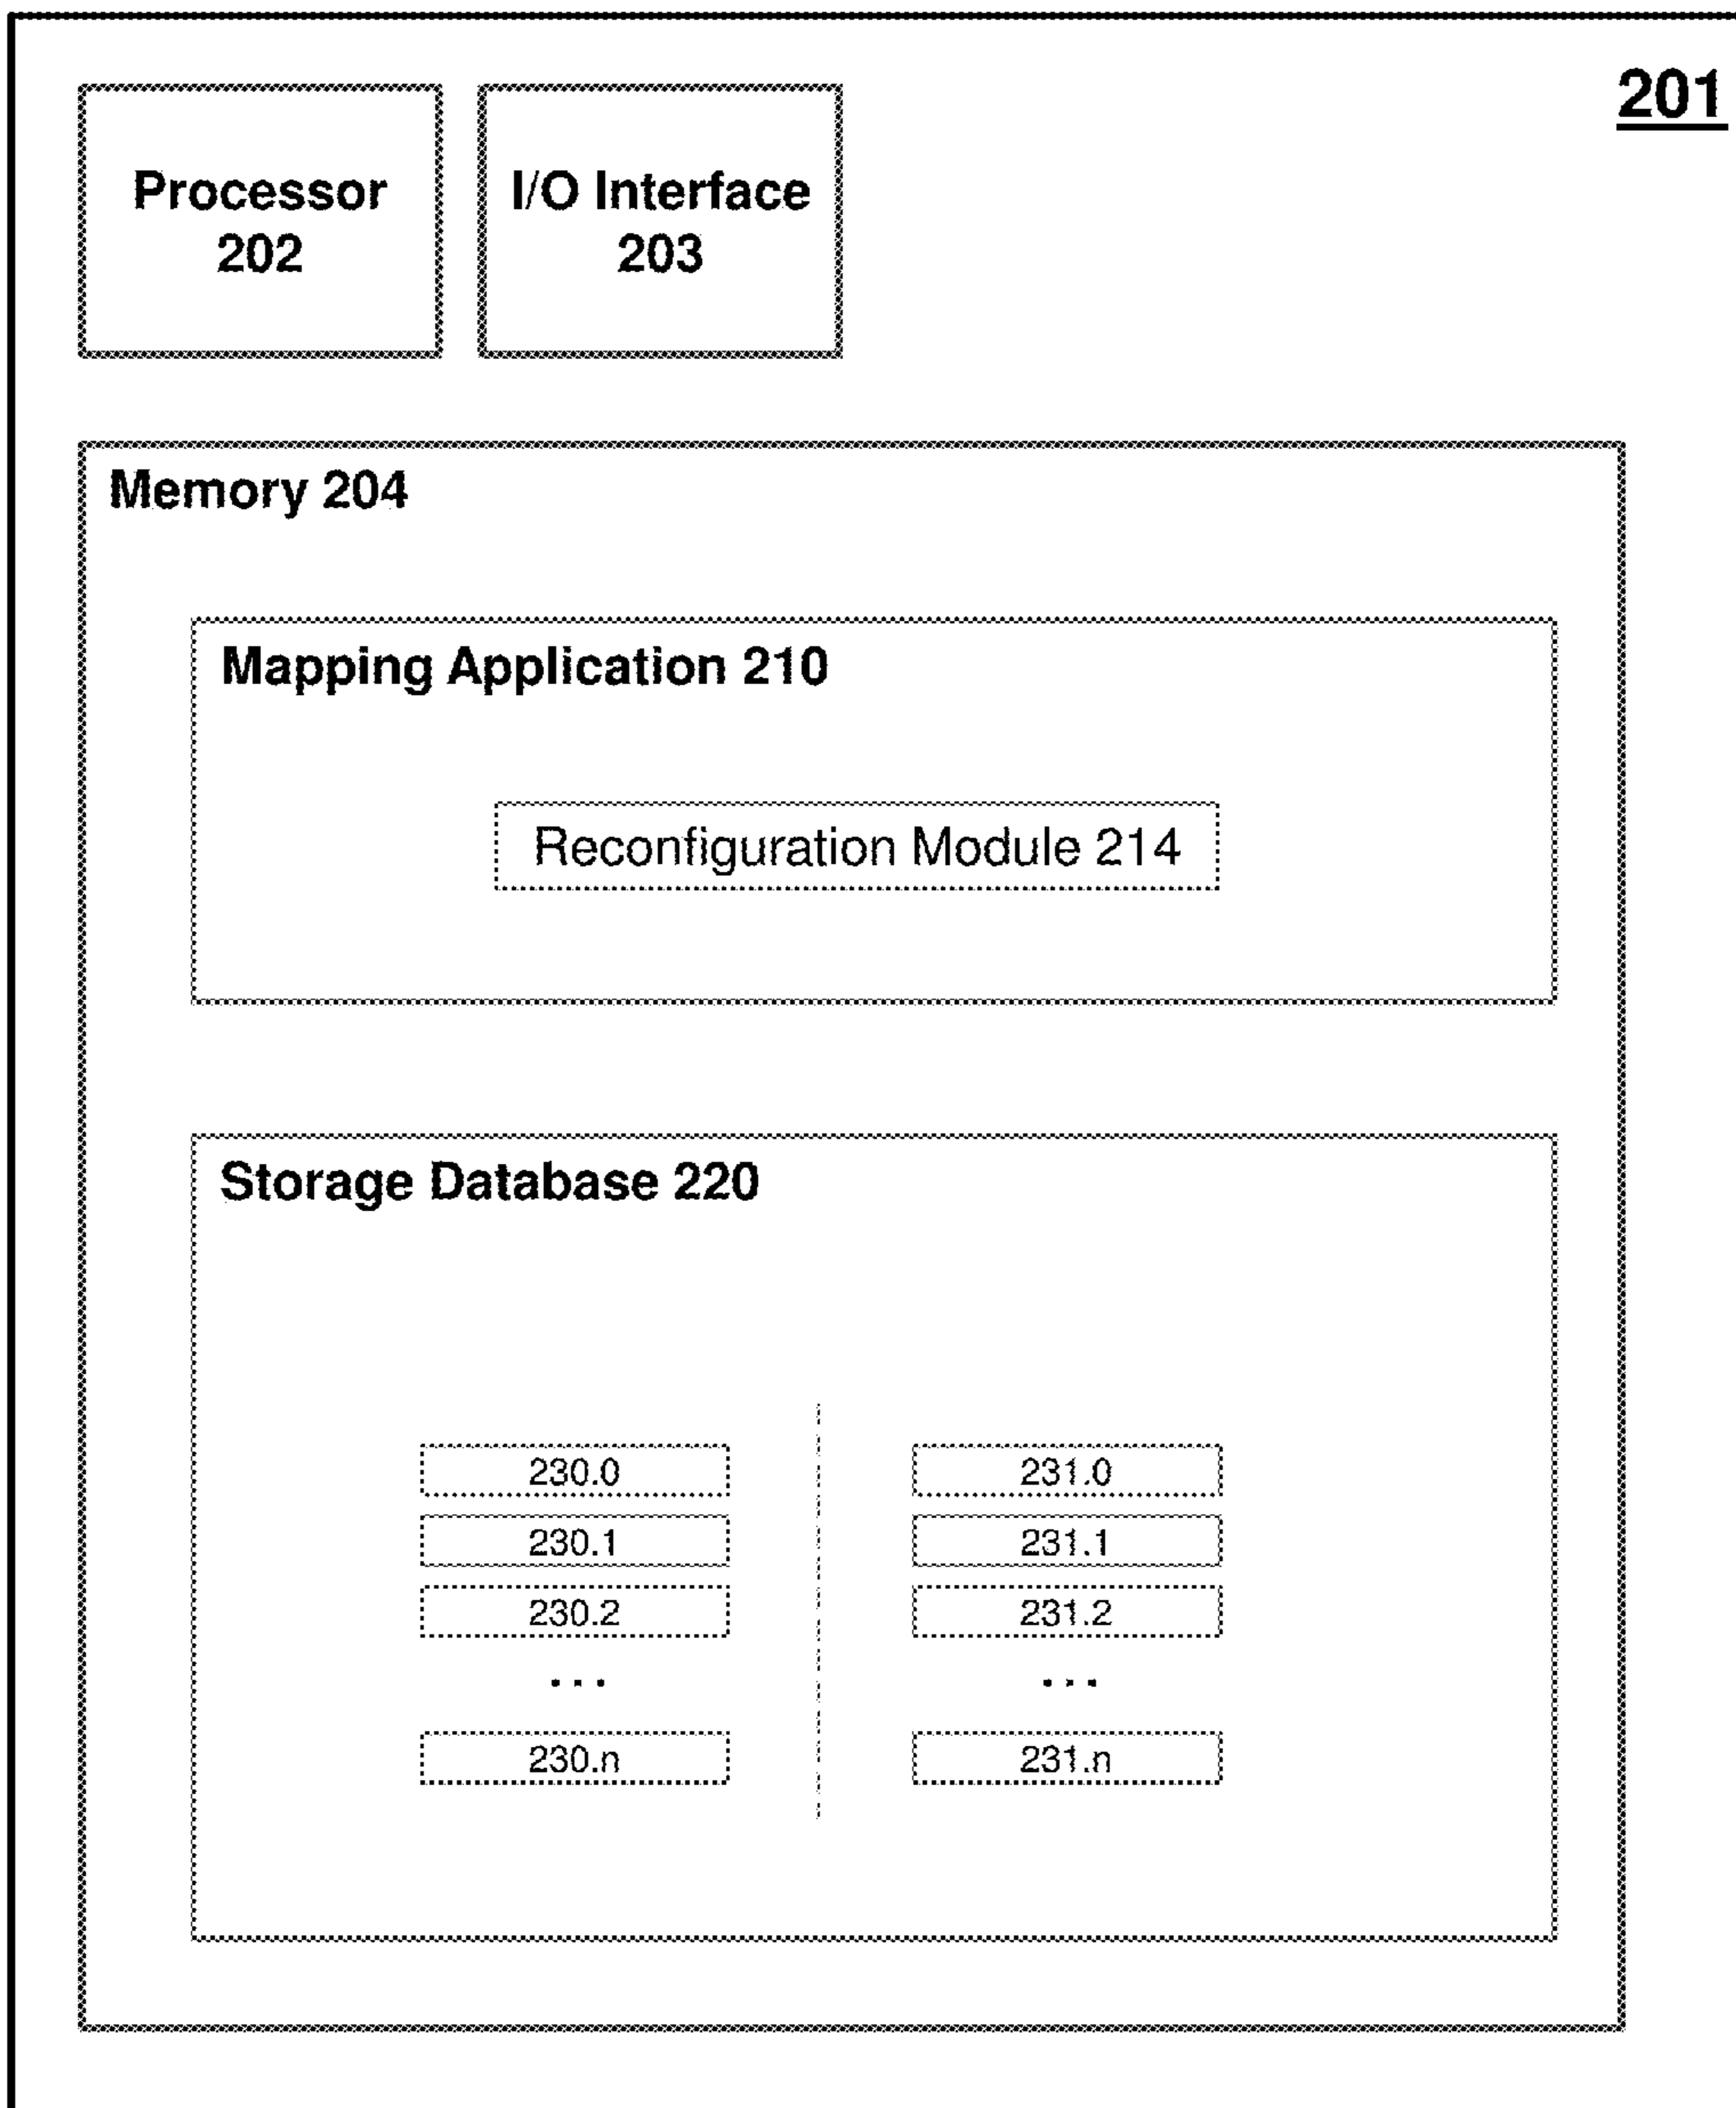 201
Processor
202
I/O Interface
203
Memory 204
Mapping Application 210
Reconfiguration Module 214
Storage Database 220
230.0
231.0
230.1
231.1
230.2
231.2
...
...
230.n
231.n